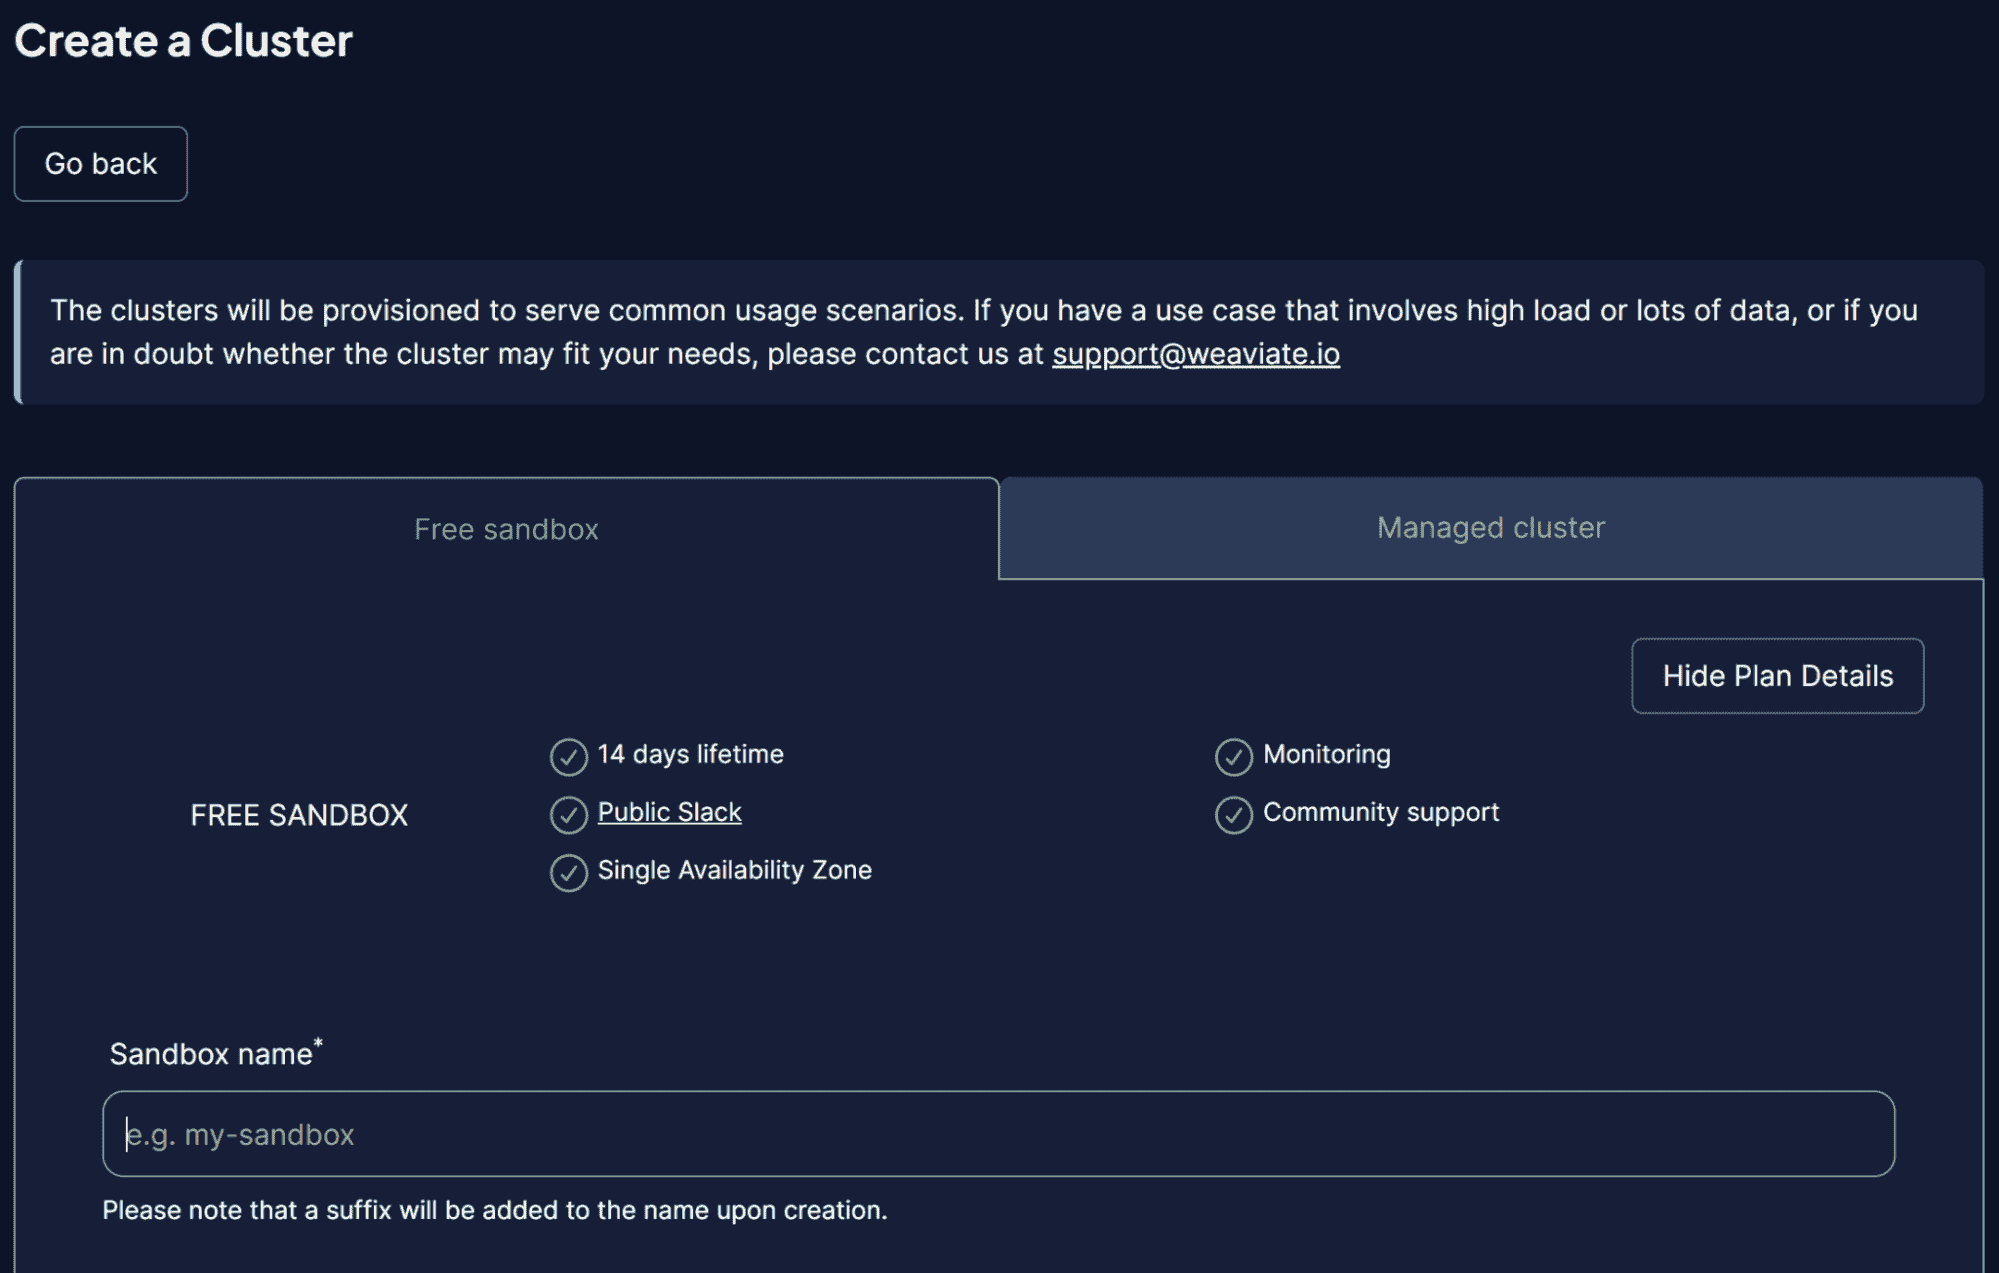 Create a Cluster
Go back
The clusters will be provisioned to serve common usage scenarios. If you have a use case that involves high load or lots of data, or if you
are in doubt whether the cluster may fit your needs, please contact us at support@weaviate.io
Free sandbox
Managed cluster
Hide Plan Details
FREE SANDBOX
14 days lifetime
Public Slack
Single Availability Zone
Monitoring
Community support
Sandbox name*
e.g. my-sandbox
Please note that a suffix will be added to the name upon creation.